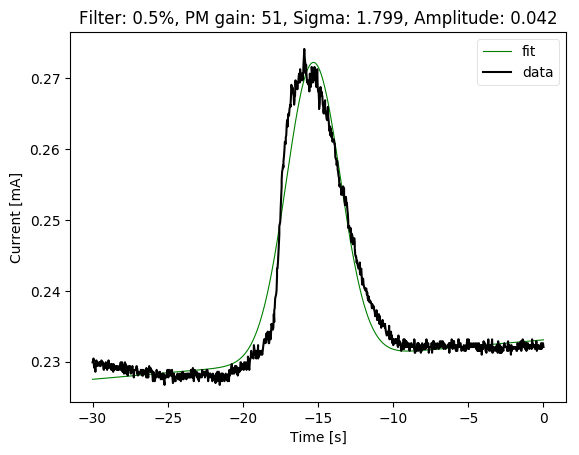 Filter: 0.5%, PM gain: 51, Sigma: 1.799, Amplitude: 0.042
fit
data
0.27
0.26
0.25
0.24
0.23
Current [mA]
−30
−25
−20
−15
−10
−5
0
Time [s]